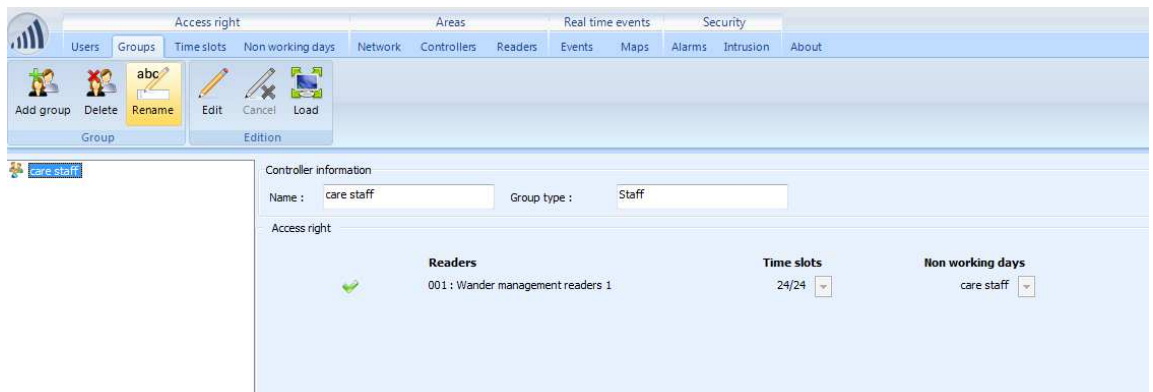 Access right Areas Real time events Security
Users Groups Time slots Non working days Network Controllers Readers Events Maps Alarms Intrusion About
abc
Add group Delete Rename Edit Cancel Load
Group Edition
care staff
Controller information
Name : care staff Group type : Staff
Access right
Readers Time slots Non working days
001 : Wander management readers 1 24/24 care staff